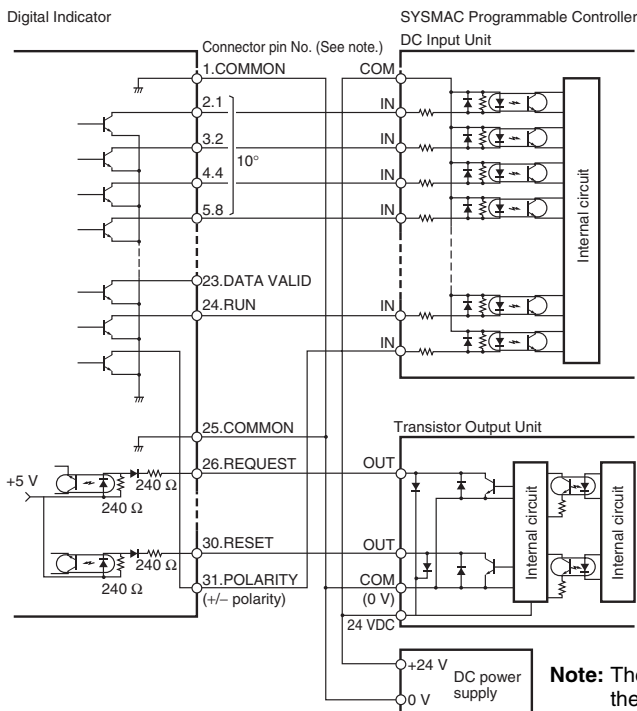 Digital Indicator
SYSMAC Programmable Controller
Connector pin No. (See note.)
DC Input Unit
1.COMMON
COM
2.1
IN
3.2
IN
10°
4.4
IN
5.8
IN
Internal circuit
23.DATA VALID
24.RUN
IN
IN
25.COMMON
Transistor Output Unit
26.REQUEST
OUT
+5 V
240 Ω
240 Ω
Internal circuit
Internal circuit
30.RESET
OUT
240 Ω
240 Ω
31.POLARITY
(+/– polarity)
COM
(0 V)
24 VDC
+24 V
DC power
supply
0 V
Note: The
the